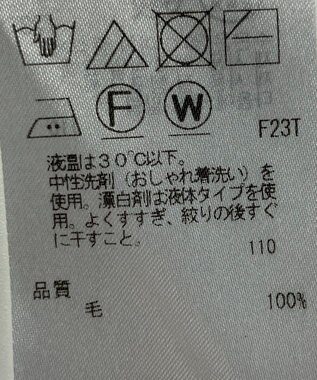 F W F23T
液温は30℃以下。
中性洗剤（おしゃれ着洗い）を
使用。漂白剤は液体タイプを使
用。よくすすぎ、絞りの後すぐ
に干すこと。
110
品質
毛 100%